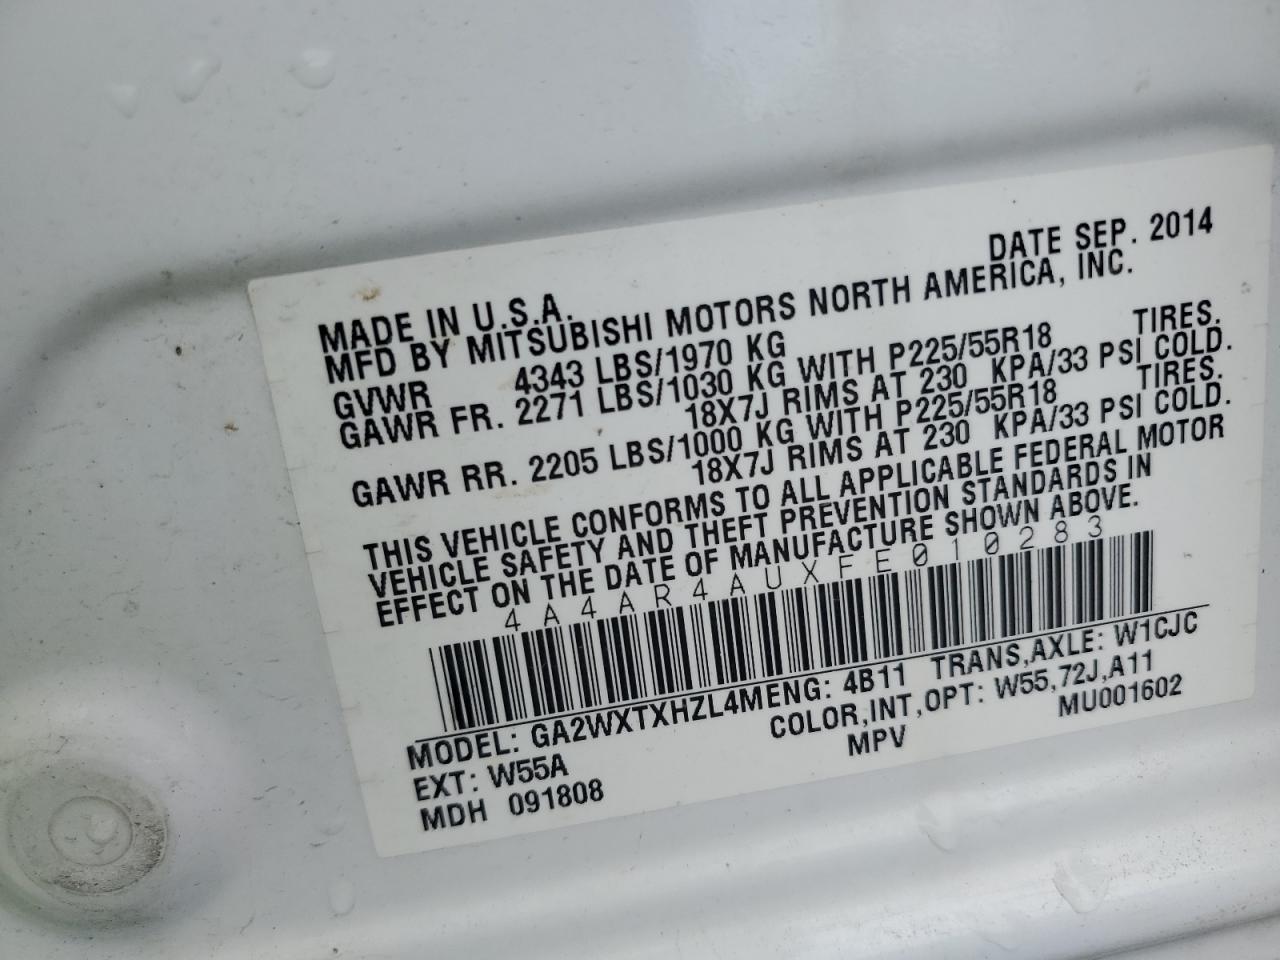 DATE SEP. 2014
MADE IN U.S.A.
MFD BY MITSUBISHI MOTORS NORTH AMERICA, INC.
GVWR 4343 LBS/1970 KG
GAWR FR. 2271 LBS/1030 KG WITH P225/55R18 TIRES.
18X7J RIMS AT 230 KPA/33 PSI COLD.
GAWR RR. 2205 LBS/1000 KG WITH P225/55R18 TIRES.
18X7J RIMS AT 230 KPA/33 PSI COLD.
THIS VEHICLE CONFORMS TO ALL APPLICABLE FEDERAL MOTOR
VEHICLE SAFETY AND THEFT PREVENTION STANDARDS IN
EFFECT ON THE DATE OF MANUFACTURE SHOWN ABOVE.
4A4AR4AUXFE010283
MODEL: GA2WXTXHZL4MENG: 4B11 TRANS,AXLE: W1CJC
EXT: W55A COLOR,INT,OPT: W55,72J,A11
MDH 091808 MPV MU001602